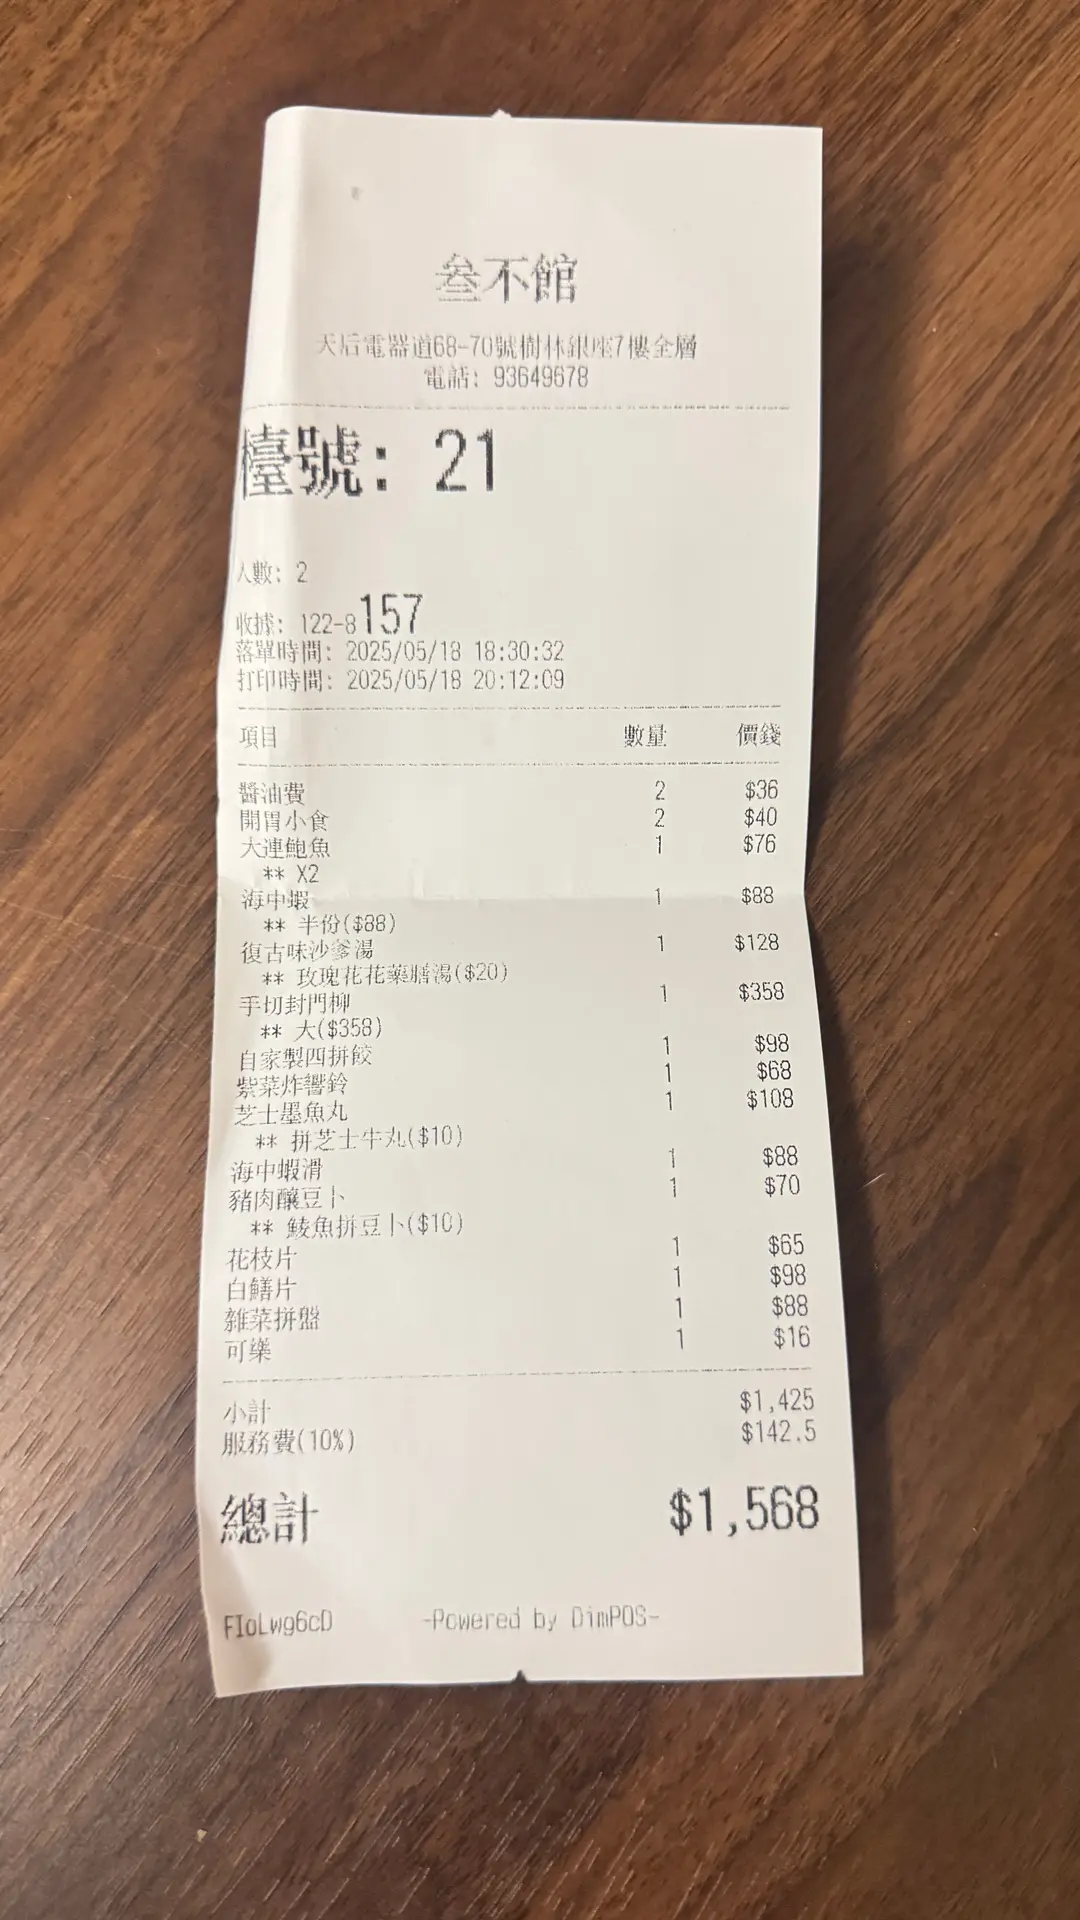 叁不館
天后電器道68-70號樹林銀座7樓全層
電話: 93649678
檯號: 21
人數: 2
收據: 122-8157
落單時間: 2025/05/18 18:30:32
打印時間: 2025/05/18 20:12:09
項目 數量 價錢
醬油費 2 $36
開胃小食 2 $40
大連鮑魚 1 $76
** X2
海中蝦 1 $88
** 半份($88)
復古味沙爹湯 1 $128
** 玫瑰花花藥膳湯($20)
手切封門柳 1 $358
** 大($358)
自家製四拼餃 1 $98
紫菜炸響鈴 1 $68
芝士墨魚丸 1 $108
** 拼芝士牛丸($10)
海中蝦滑 1 $88
豬肉釀豆卜 1 $70
** 鯪魚拼豆卜($10)
花枝片 1 $65
白鱔片 1 $98
雜菜拼盤 1 $88
可樂 1 $16
小計 $1,425
服務費(10%) $142.5
總計 $1,568
FIoLwg6cD -Powered by DimPOS-